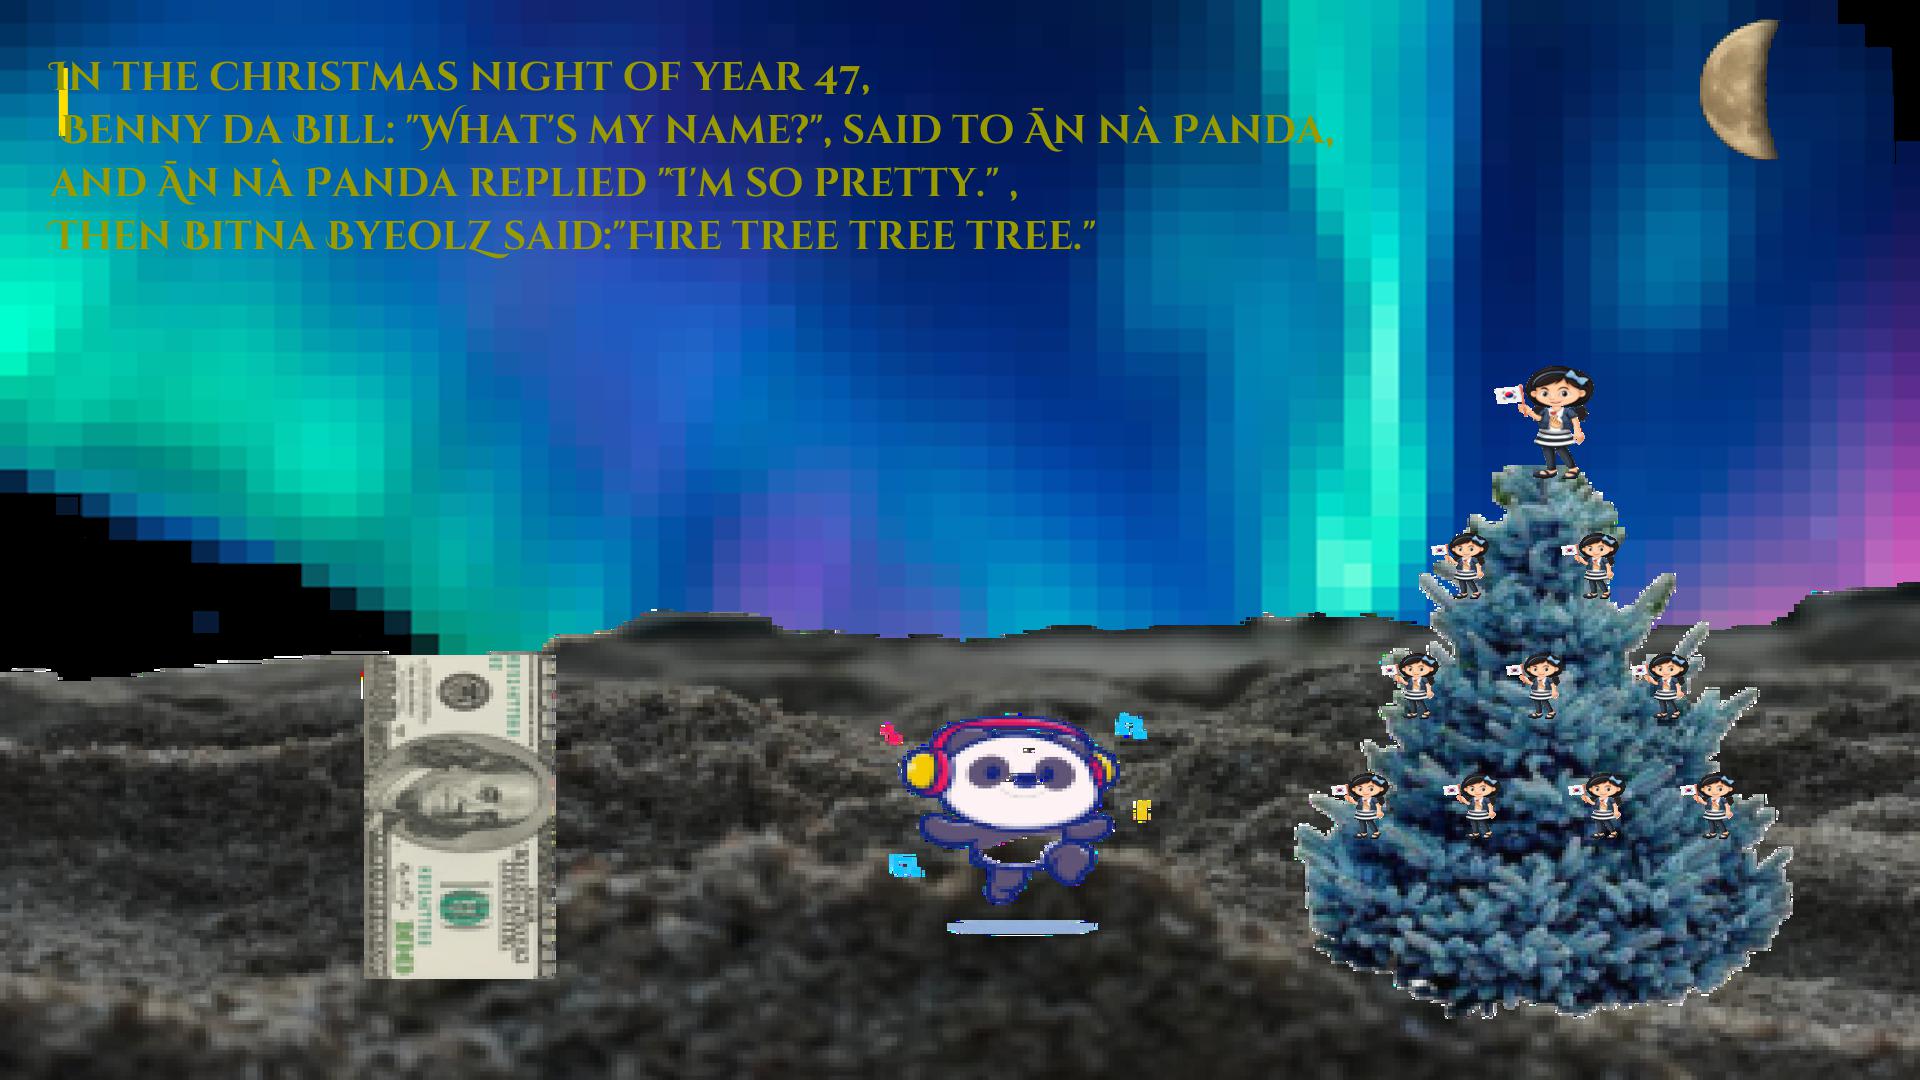 In the Christmas night of year 47,
Benny da Bill: "What's my name?", said to Ān Nà Panda,
and Ān Nà Panda replied "I'm so pretty." ,
Then Bitna Byeolz said:"Fire tree tree tree."